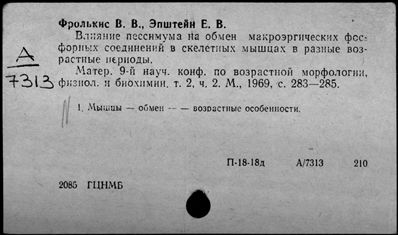 Фролькис В. В., Эпштейн Е. В.
Влияние пессимума на обмен макроэргических фос-
форных соединений в скелетных мышцах в разные воз-
растные периоды.
А
7313
Матер. 9-й науч. конф. по возрастной морфологии,
физиол. и биохимии, т. 2, ч. 2. М., 1969, с. 283—285.
1. Мышцы — обмен — — возрастные особенности.
П-18-18д А/7313 210
2085 ГЦНМБ